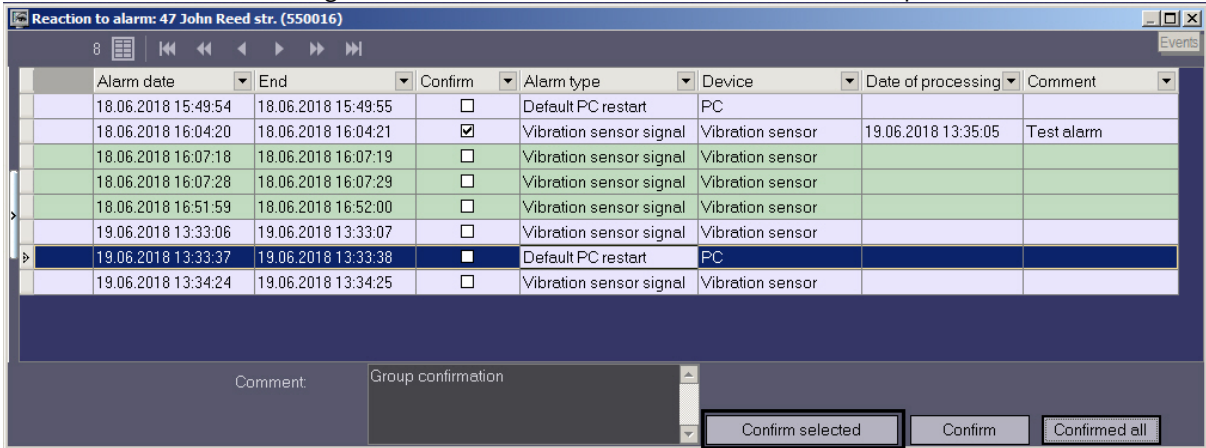 Reaction to alarm: 47 John Reed str. (550016)
8
Events
Alarm date End Confirm Alarm type Device Date of processing Comment
18.06.2018 15:49:54 18.06.2018 15:49:55 Default PC restart PC
18.06.2018 16:04:20 18.06.2018 16:04:21 Vibration sensor signal Vibration sensor 19.06.2018 13:35:05 Test alarm
18.06.2018 16:07:18 18.06.2018 16:07:19 Vibration sensor signal Vibration sensor
18.06.2018 16:07:28 18.06.2018 16:07:29 Vibration sensor signal Vibration sensor
18.06.2018 16:51:59 18.06.2018 16:52:00 Vibration sensor signal Vibration sensor
19.06.2018 13:33:06 19.06.2018 13:33:07 Vibration sensor signal Vibration sensor
19.06.2018 13:33:37 19.06.2018 13:33:38 Default PC restart PC
19.06.2018 13:34:24 19.06.2018 13:34:25 Vibration sensor signal Vibration sensor
Comment: Group confirmation
Confirm selected Confirm Confirmed all